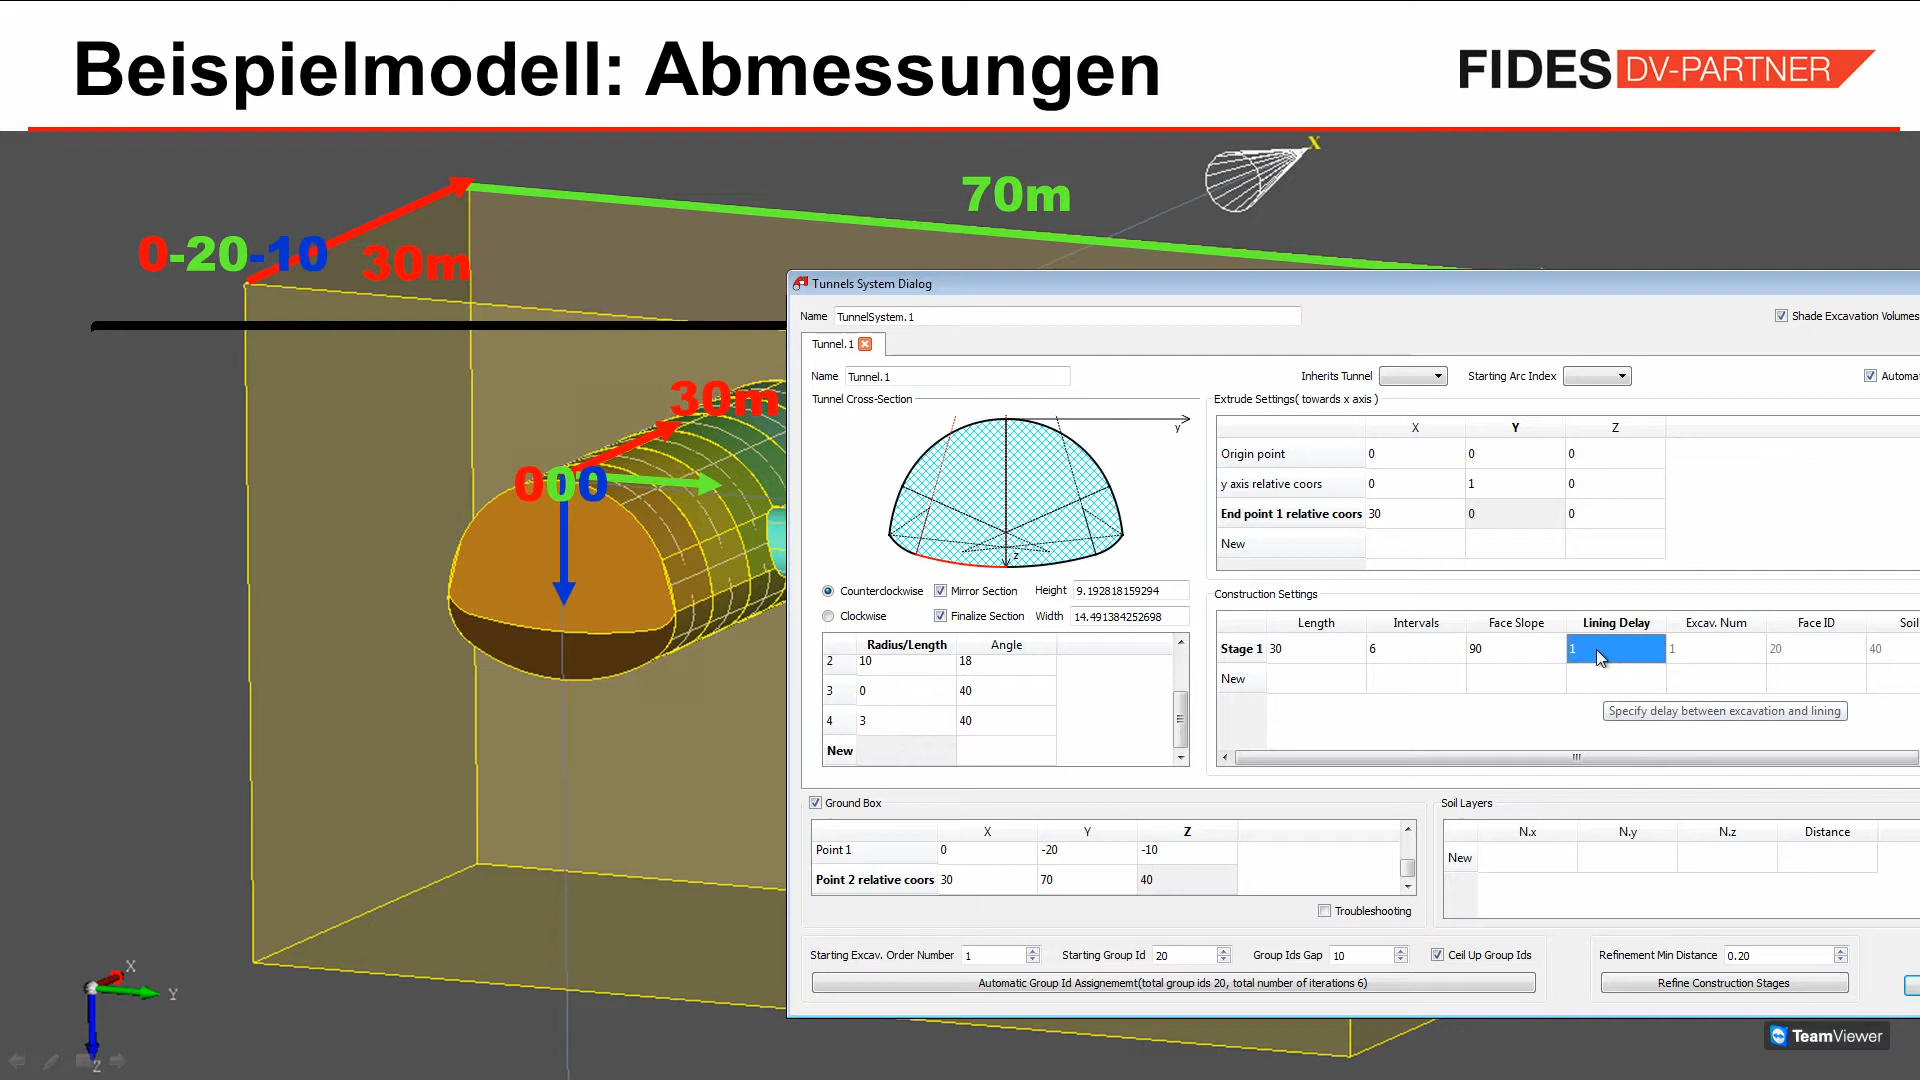 Beispielmodell: Abmessungen
FIDES DV-PARTNER
X
70m
0-20-10
30m
30m
000
X
Y
Z
Tunnels System Dialog
Name TunnelSystem.1
Shade Excavation Volumes
Tunnel.1
Name Tunnel.1
Inherits Tunnel
Starting Arc Index
Automat
Tunnel Cross-Section
y
z
Counterclockwise Mirror Section Height 9.192818159294
Clockwise Finalize Section Width 14.491384252698
Radius/Length Angle
2 10 18
3 0 40
4 3 40
New
Extrude Settings( towards x axis )
X Y Z
Origin point 0 0 0
y axis relative coors 0 1 0
End point 1 relative coors 30 0 0
New
Construction Settings
Length Intervals Face Slope Lining Delay Excav. Num Face ID Soil
Stage 1 30 6 90 1 1 20 40
New
Specify delay between excavation and lining
Ground Box
X Y Z
Point 1 0 -20 -10
Point 2 relative coors 30 70 40
Troubleshooting
Soil Layers
N.x N.y N.z Distance
New
Starting Excav. Order Number 1 Starting Group Id 20 Group Ids Gap 10 Ceil Up Group Ids
Automatic Group Id Assignement(total group ids 20, total number of iterations 6)
Refinement Min Distance 0.20
Refine Construction Stages
TeamViewer